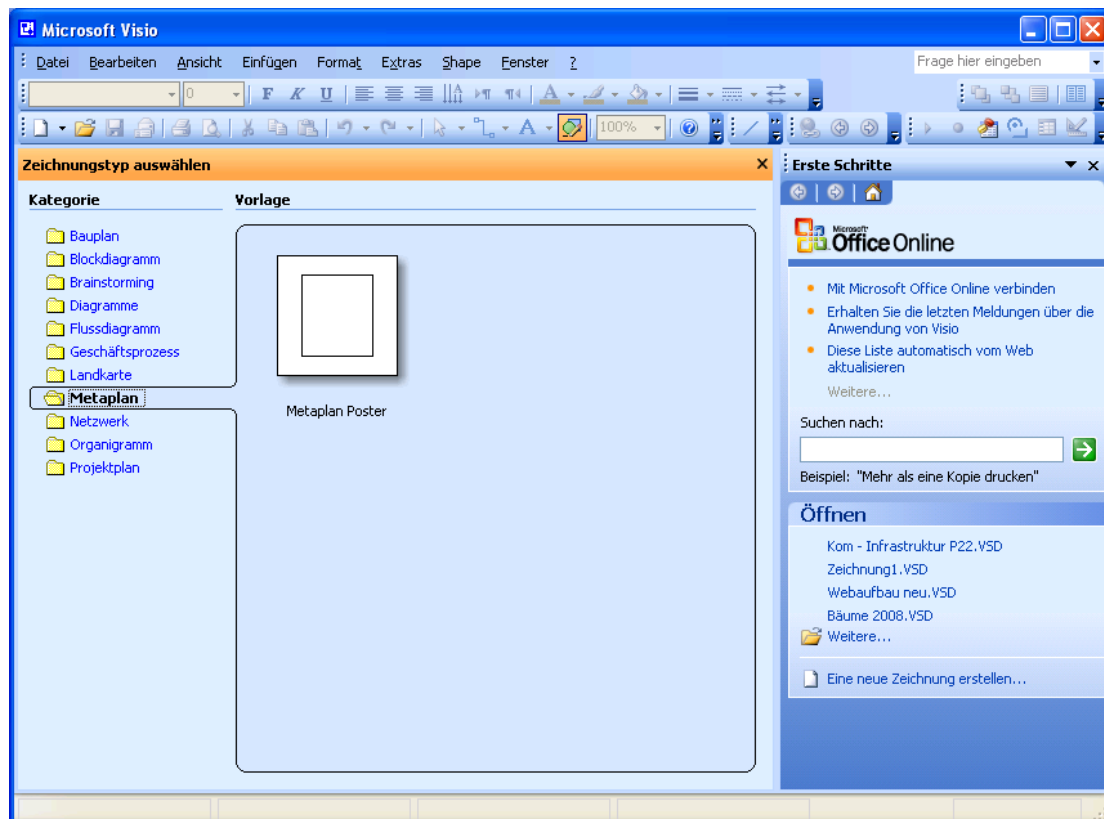 Microsoft Visio
Datei Bearbeiten Ansicht Einfügen Format Extras Shape Fenster ?
Frage hier eingeben
0
F K U
A
A
100%
Zeichnungstyp auswählen
Kategorie
Vorlage
Bauplan
Blockdiagramm
Brainstorming
Diagramme
Flussdiagramm
Geschäftsprozess
Landkarte
Metaplan
Netzwerk
Organigramm
Projektplan
Metaplan Poster
Erste Schritte
Microsoft
Office Online
Mit Microsoft Office Online verbinden
Erhalten Sie die letzten Meldungen über die
Anwendung von Visio
Diese Liste automatisch vom Web
aktualisieren
Weitere...
Suchen nach:
Beispiel: "Mehr als eine Kopie drucken"
Öffnen
Kom - Infrastruktur P22.VSD
Zeichnung1.VSD
Webaufbau neu.VSD
Bäume 2008.VSD
Weitere...
Eine neue Zeichnung erstellen...